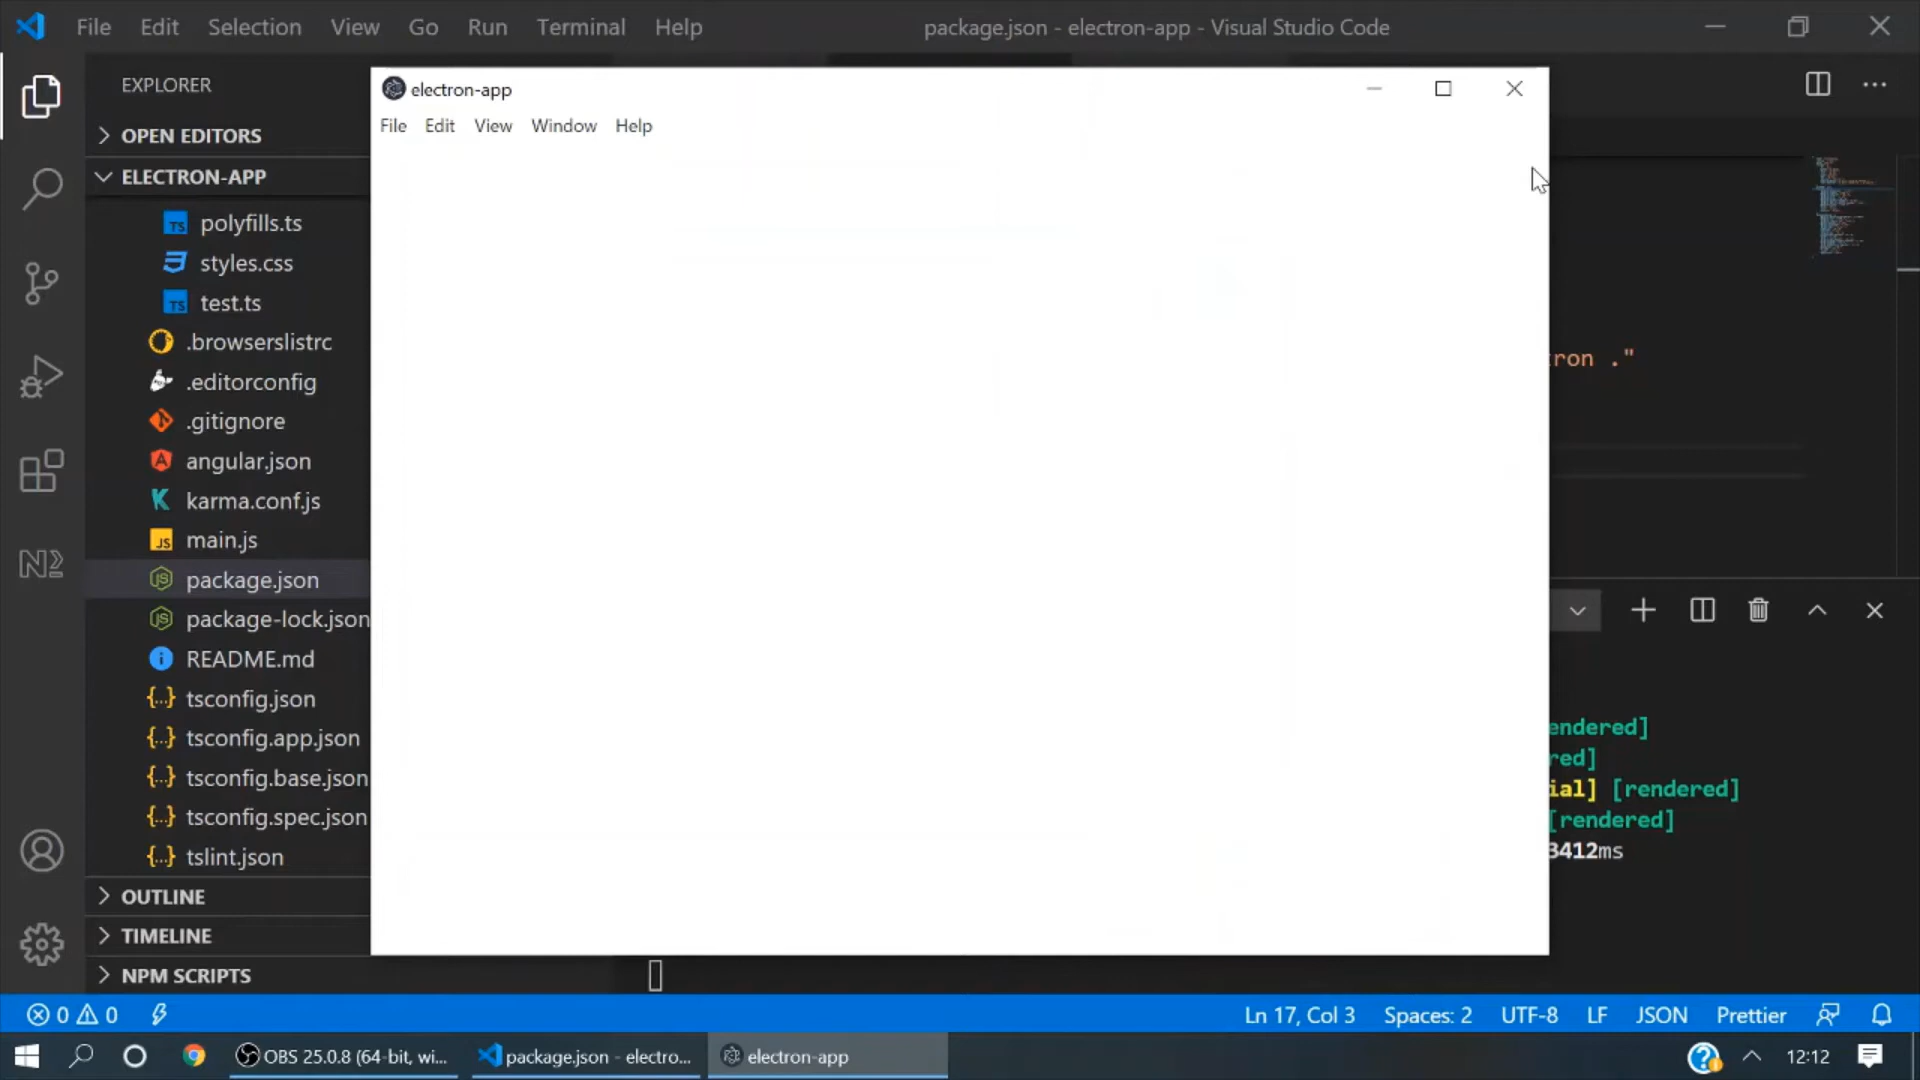 File Edit Selection View Go Run Terminal Help package.json - electron-app - Visual Studio Code
EXPLORER
OPEN EDITORS
ELECTRON-APP
polyfills.ts
styles.css
test.ts
.browserslistrc
.editorconfig
.gitignore
angular.json
karma.conf.js
main.js
package.json
package-lock.json
README.md
tsconfig.json
tsconfig.app.json
tsconfig.base.json
tsconfig.spec.json
tslint.json
OUTLINE
TIMELINE
NPM SCRIPTS
electron-app
File Edit View Window Help
tron ."
endered]
red]
ial] [rendered]
[rendered]
3412ms
0 0 Ln 17, Col 3 Spaces: 2 UTF-8 LF JSON Prettier
OBS 25.0.8 (64-bit, wi... package.json - electro... electron-app 12:12